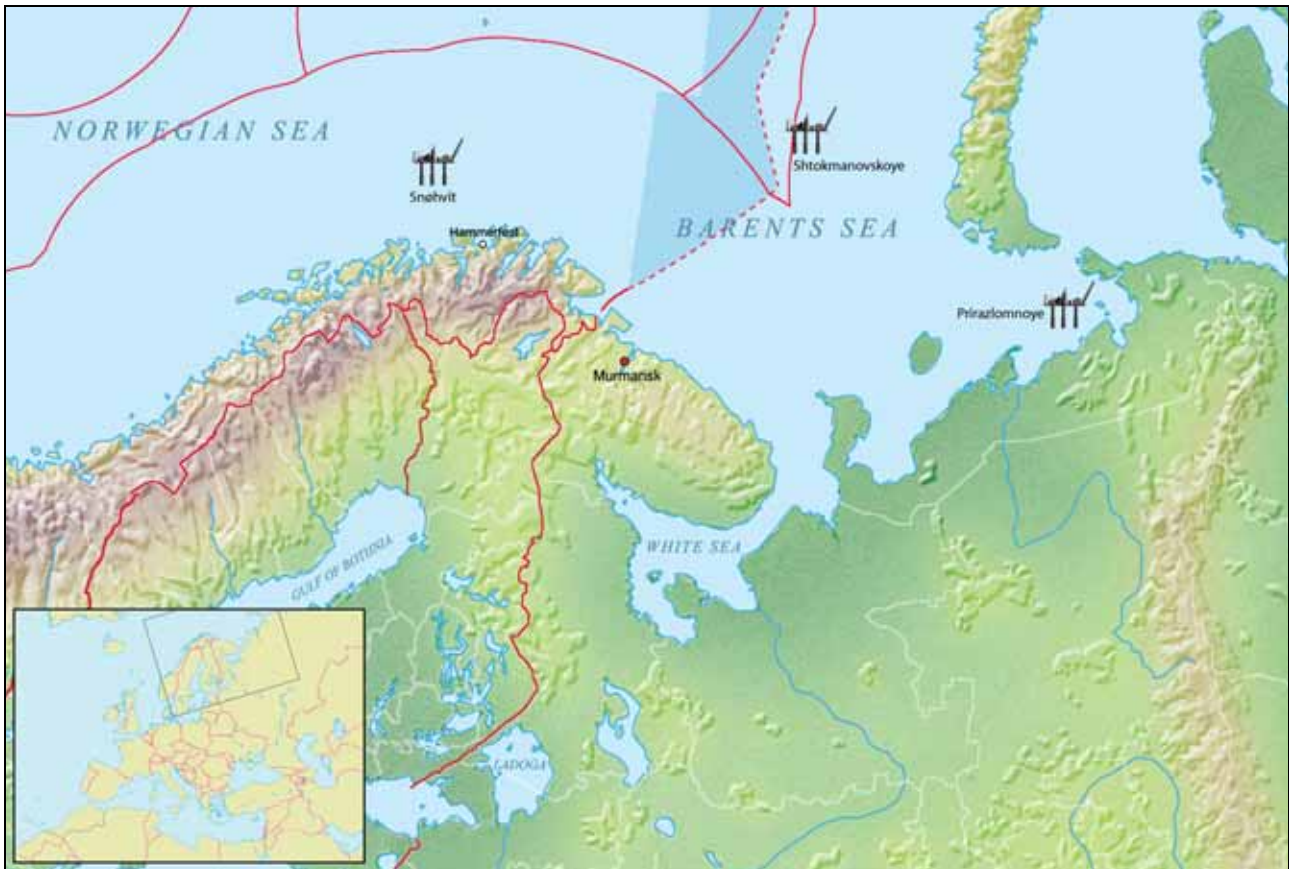 NORWEGIAN SEA
Snøhvit
Hammerfest
Shtokmanovskoye
BARENTS SEA
Prirazlomnoye
Murmansk
WHITE SEA
GULF OF BOTHNIA
LADOGA